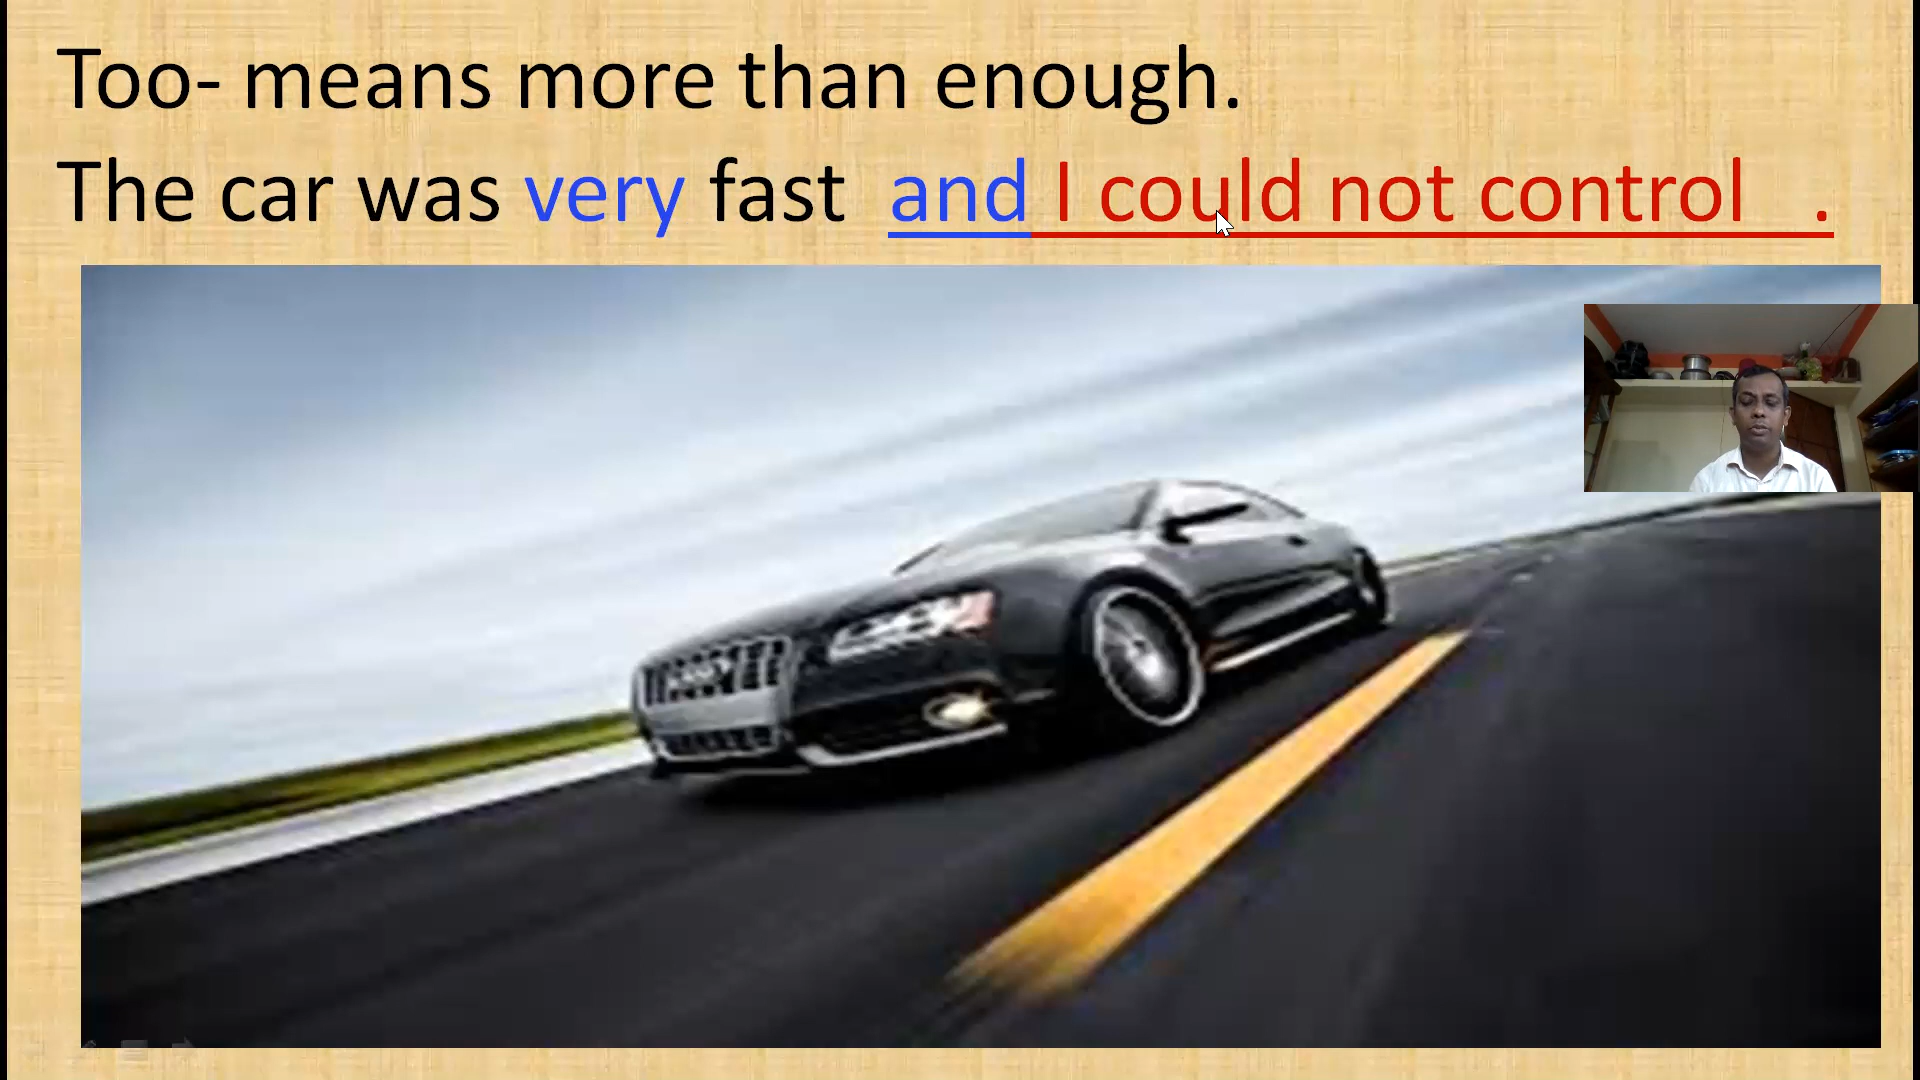 Too- means more than enough.
The car was very fast and I could not control .